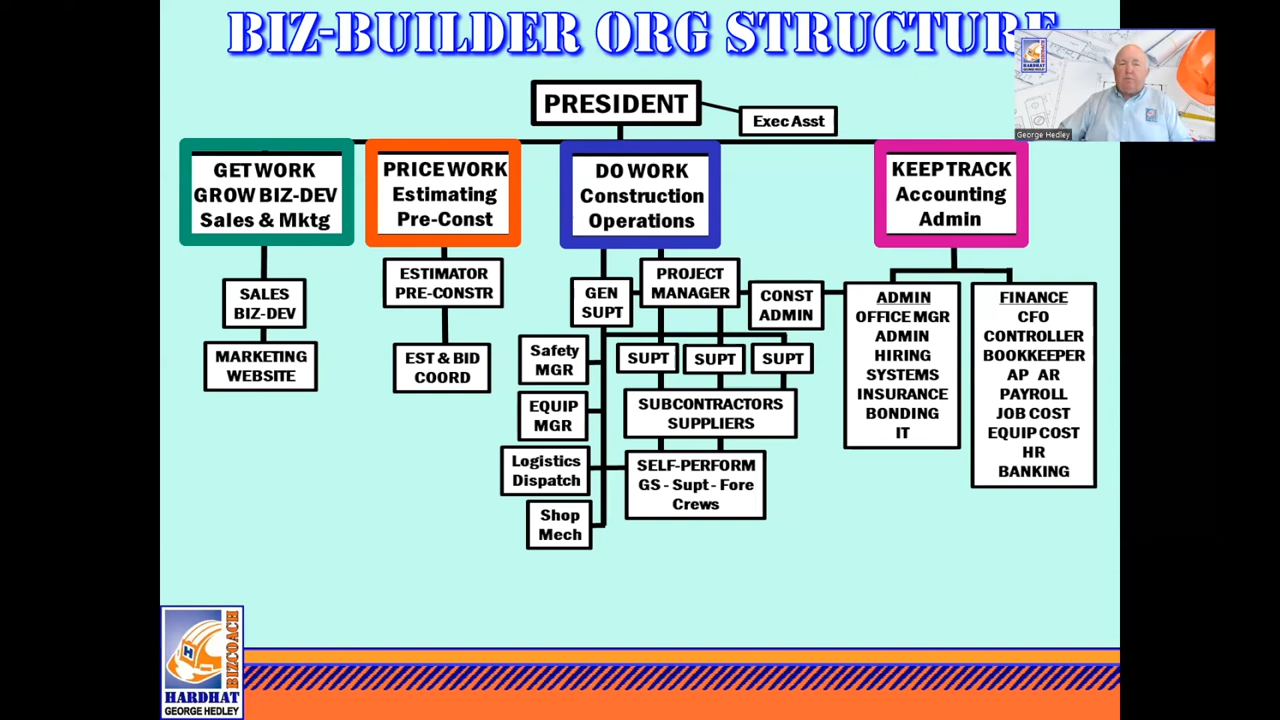 BIZ-BUILDER ORG STRUCTURE
HARDHAT
GEORGE HEDLEY
George Hedley
PRESIDENT
Exec Asst
GET WORK
GROW BIZ-DEV
Sales & Mktg
PRICE WORK
Estimating
Pre-Const
DO WORK
Construction
Operations
KEEP TRACK
Accounting
Admin
SALES
BIZ-DEV
MARKETING
WEBSITE
ESTIMATOR
PRE-CONSTR
EST & BID
COORD
GEN
SUPT
PROJECT
MANAGER
CONST
ADMIN
Safety
MGR
EQUIP
MGR
Logistics
Dispatch
Shop
Mech
SUPT
SUPT
SUPT
SUBCONTRACTORS
SUPPLIERS
SELF-PERFORM
GS - Supt - Fore
Crews
ADMIN
OFFICE MGR
ADMIN
HIRING
SYSTEMS
INSURANCE
BONDING
IT
FINANCE
CFO
CONTROLLER
BOOKKEEPER
AP AR
PAYROLL
JOB COST
EQUIP COST
HR
BANKING
H
BIZCOACH
HARDHAT
GEORGE HEDLEY